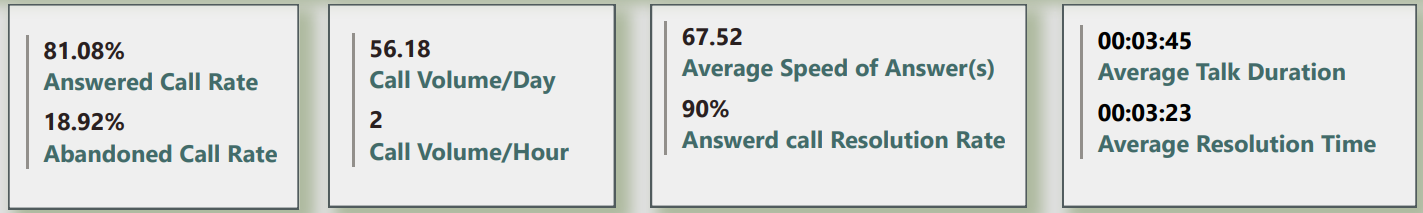 81.08%
Answered Call Rate
18.92%
Abandoned Call Rate
56.18
Call Volume/Day
2
Call Volume/Hour
67.52
Average Speed of Answer(s)
90%
Answerd call Resolution Rate
00:03:45
Average Talk Duration
00:03:23
Average Resolution Time